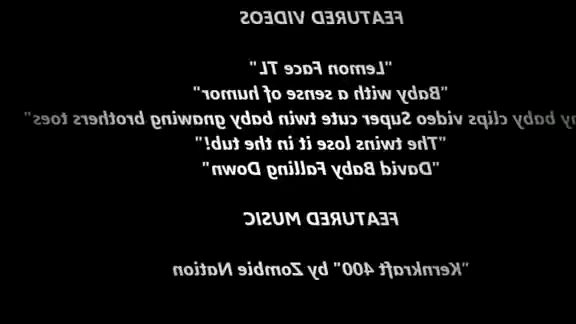 FEATURED VIDEOS
"Lemon Face TL"
"Baby with a sense of humor"
baby clips video Super cute twin baby gnawing brothers toes"
"The twins lose it in the tub!"
"David Baby Falling Down"
FEATURED MUSIC
"Kernkraft 400" by Zombie Nation